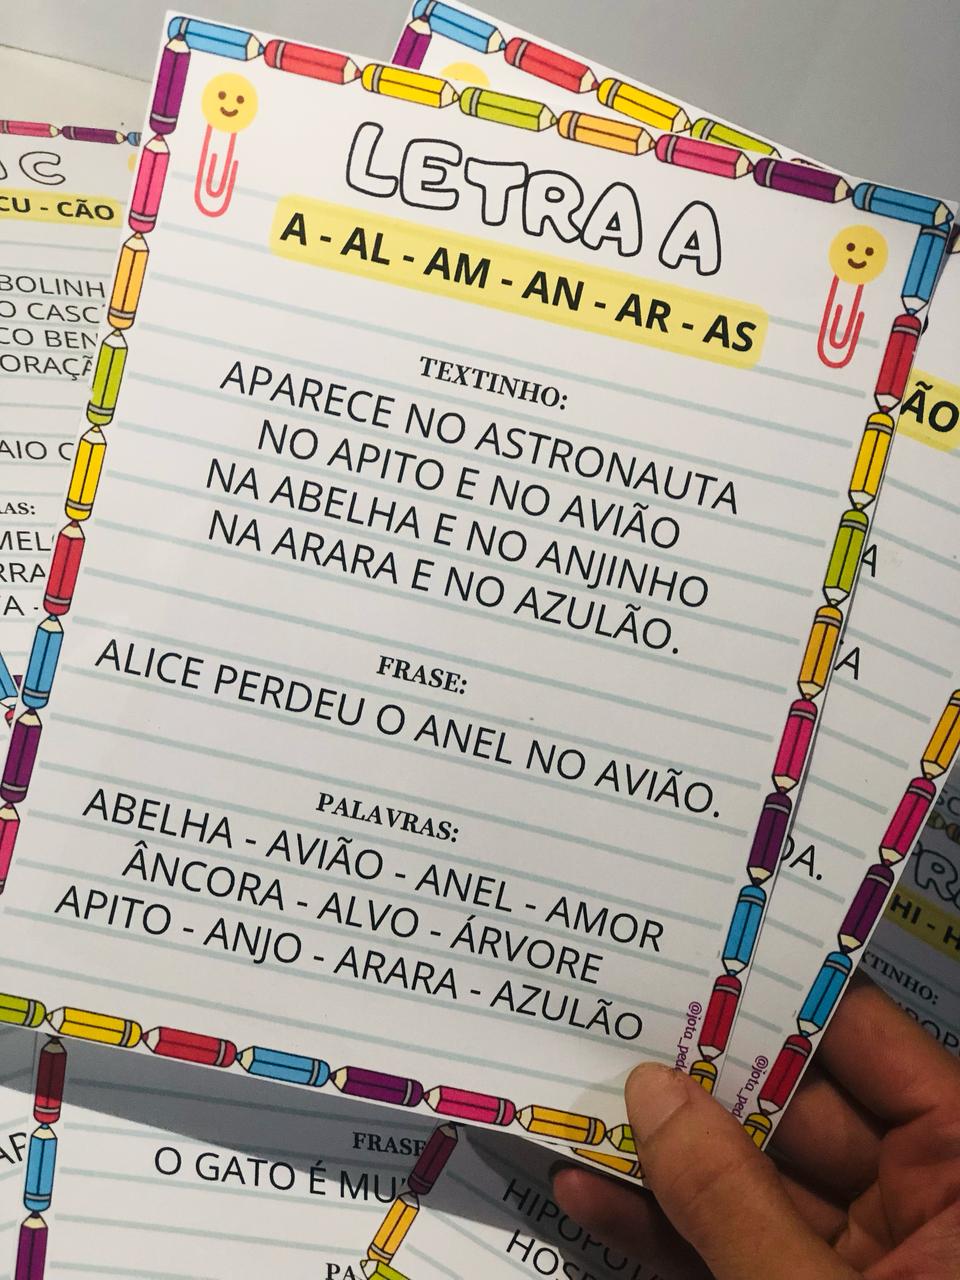 LETRA A
A - AL - AM - AN - AR - AS
TEXTINHO:
APARECE NO ASTRONAUTA
NO APITO E NO AVIÃO
NA ABELHA E NO ANJINHO
NA ARARA E NO AZULÃO.
FRASE:
ALICE PERDEU O ANEL NO AVIÃO.
PALAVRAS:
ABELHA - AVIÃO - ANEL - AMOR
ÂNCORA - ALVO - ÁRVORE
APITO - ANJO - ARARA - AZULÃO
C
CU - CÃO
FRASE
O GATO É